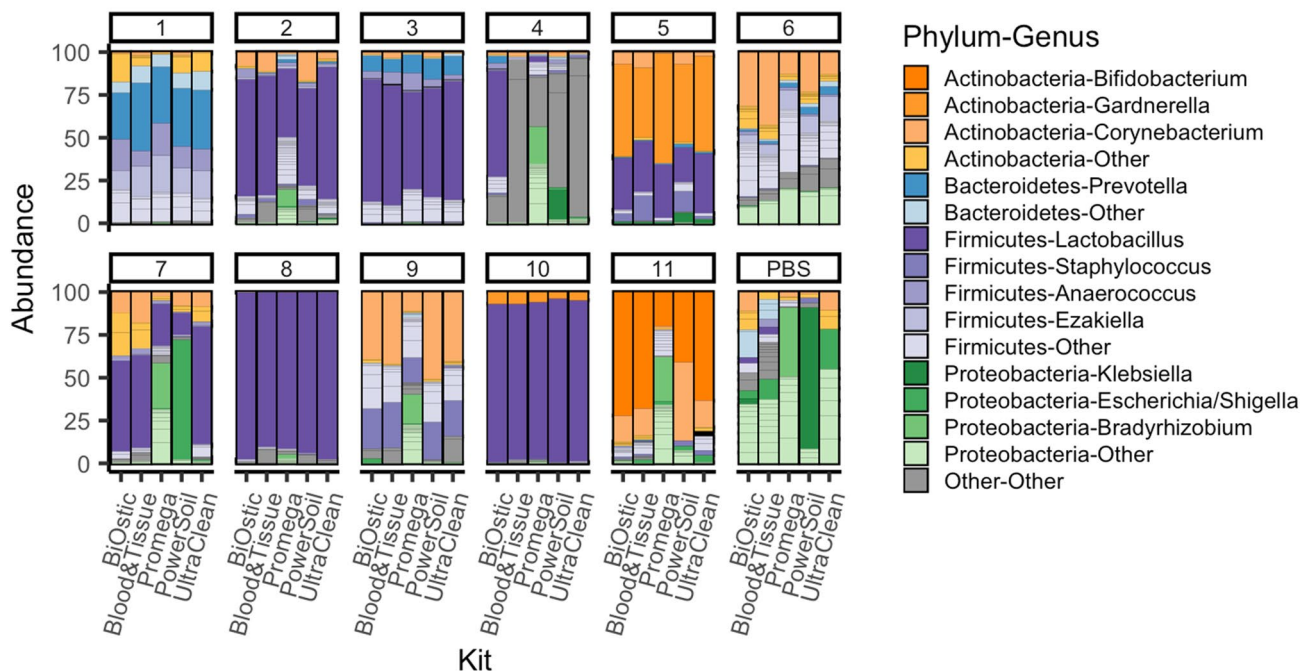 1 2 3 4 5 6
100 75 50 25 0
7 8 9 10 11 PBS
100 75 50 25 0
Abundance
BiOstic Blood&Tissue Promega PowerSoil UltraClean
BiOstic Blood&Tissue Promega PowerSoil UltraClean
BiOstic Blood&Tissue Promega PowerSoil UltraClean
BiOstic Blood&Tissue Promega PowerSoil UltraClean
BiOstic Blood&Tissue Promega PowerSoil UltraClean
BiOstic Blood&Tissue Promega PowerSoil UltraClean
Kit
Phylum-Genus
Actinobacteria-Bifidobacterium
Actinobacteria-Gardnerella
Actinobacteria-Corynebacterium
Actinobacteria-Other
Bacteroidetes-Prevotella
Bacteroidetes-Other
Firmicutes-Lactobacillus
Firmicutes-Staphylococcus
Firmicutes-Anaerococcus
Firmicutes-Ezakiella
Firmicutes-Other
Proteobacteria-Klebsiella
Proteobacteria-Escherichia/Shigella
Proteobacteria-Bradyrhizobium
Proteobacteria-Other
Other-Other